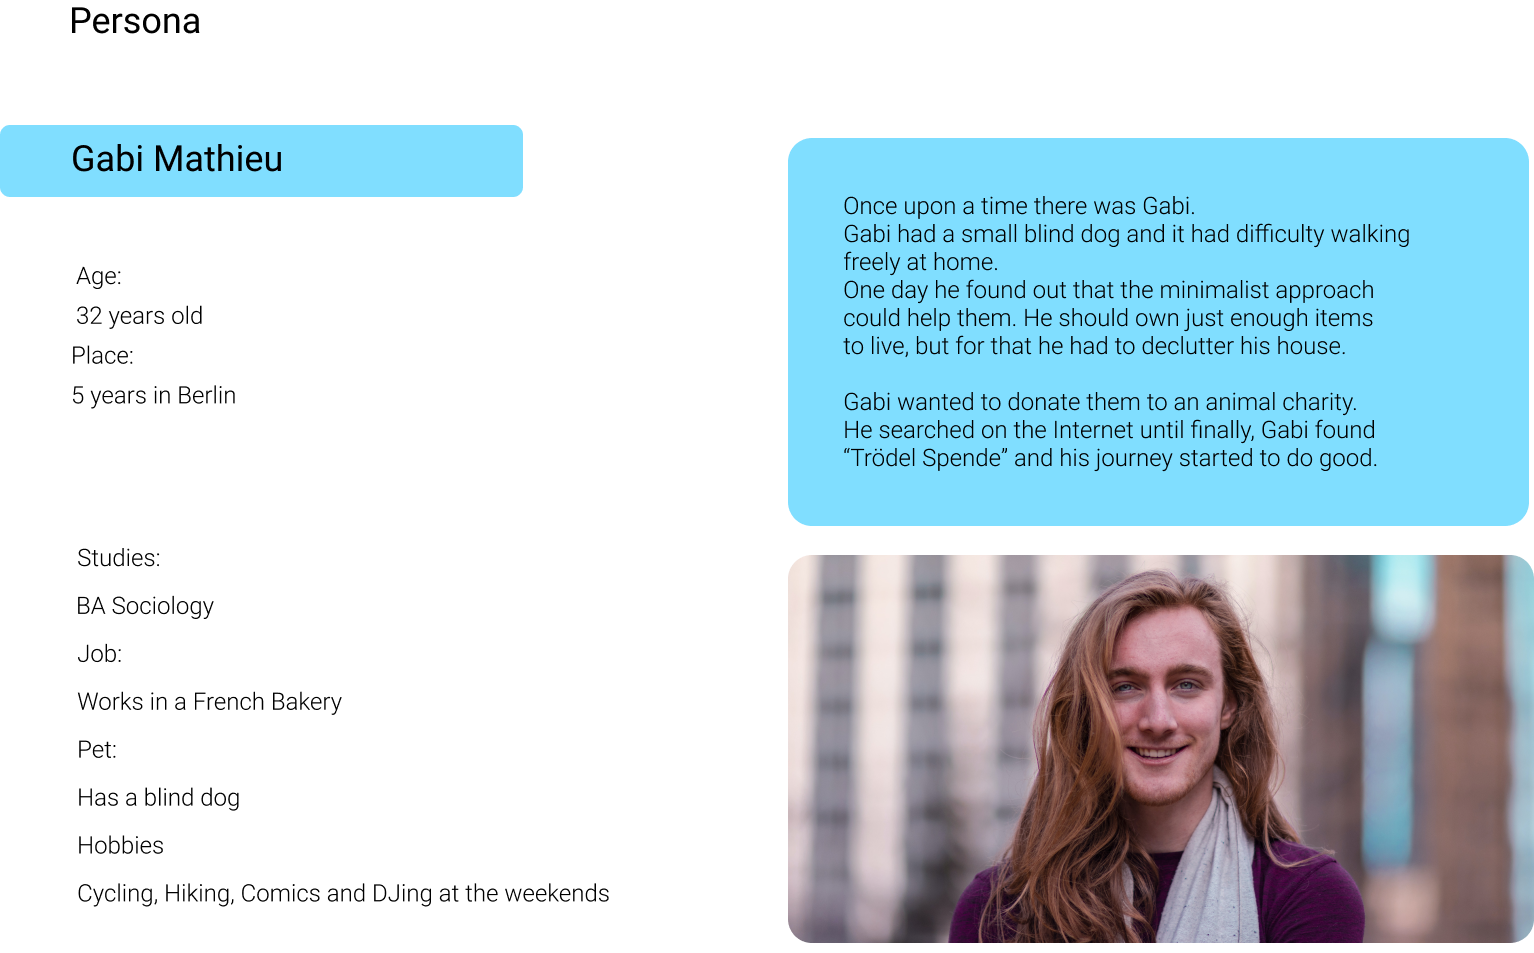 Persona
Gabi Mathieu
Age:
32 years old
Place:
5 years in Berlin
Studies:
BA Sociology
Job:
Works in a French Bakery
Pet:
Has a blind dog
Hobbies
Cycling, Hiking, Comics and DJing at the weekends
Once upon a time there was Gabi.
Gabi had a small blind dog and it had difficulty walking
freely at home.
One day he found out that the minimalist approach
could help them. He should own just enough items
to live, but for that he had to declutter his house.
Gabi wanted to donate them to an animal charity.
He searched on the Internet until finally, Gabi found
“Trödel Spende” and his journey started to do good.